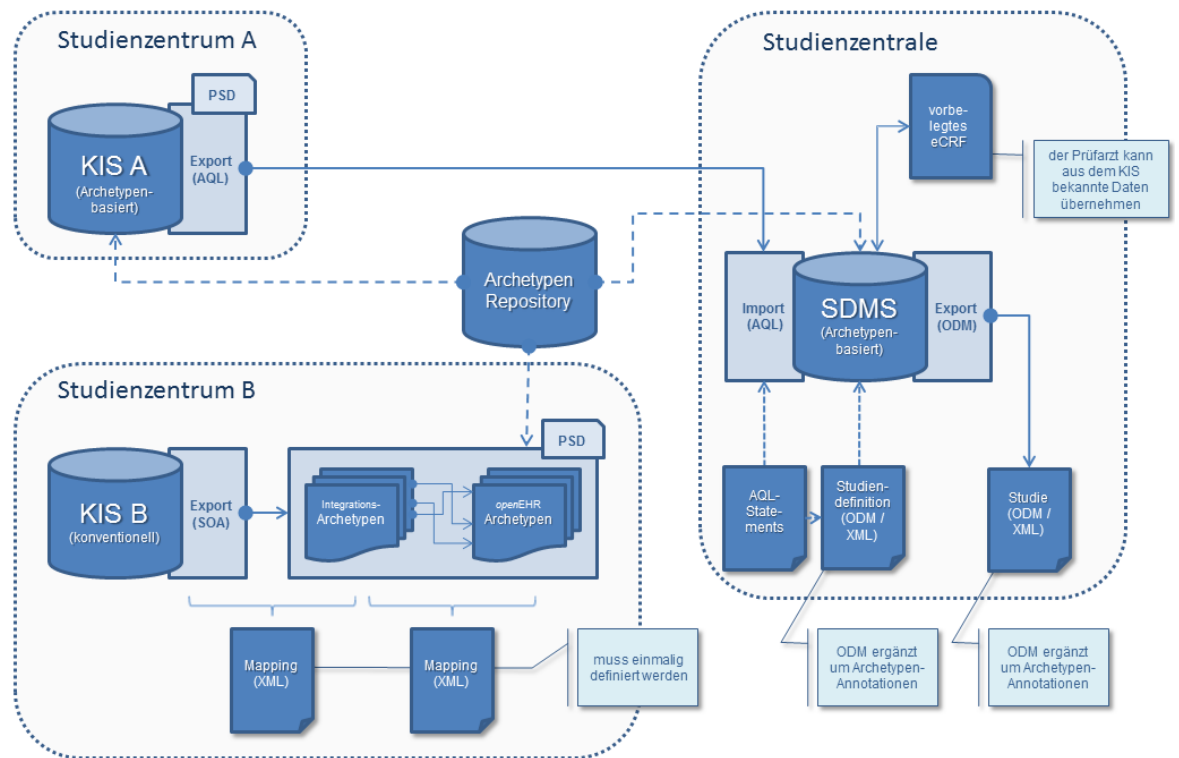 Studienzentrum A
PSD
KIS A
(Archetypen-
basiert)
Export
(AQL)
Archetypen
Repository
Studienzentrale
vorbe-
legtes
eCRF
der Prüfarzt kann
aus dem KIS
bekannte Daten
übernehmen
Import
(AQL)
SDMS
(Archetypen-
basiert)
Export
(ODM)
AQL-
State-
ments
Studien-
definition
(ODM /
XML)
Studie
(ODM /
XML)
ODM ergänzt
um Archetypen-
Annotationen
ODM ergänzt
um Archetypen-
Annotationen
Studienzentrum B
PSD
KIS B
(konventionell)
Export
(SOA)
Integrations-
Archetypen
openEHR
Archetypen
Mapping
(XML)
Mapping
(XML)
muss einmalig
definiert werden